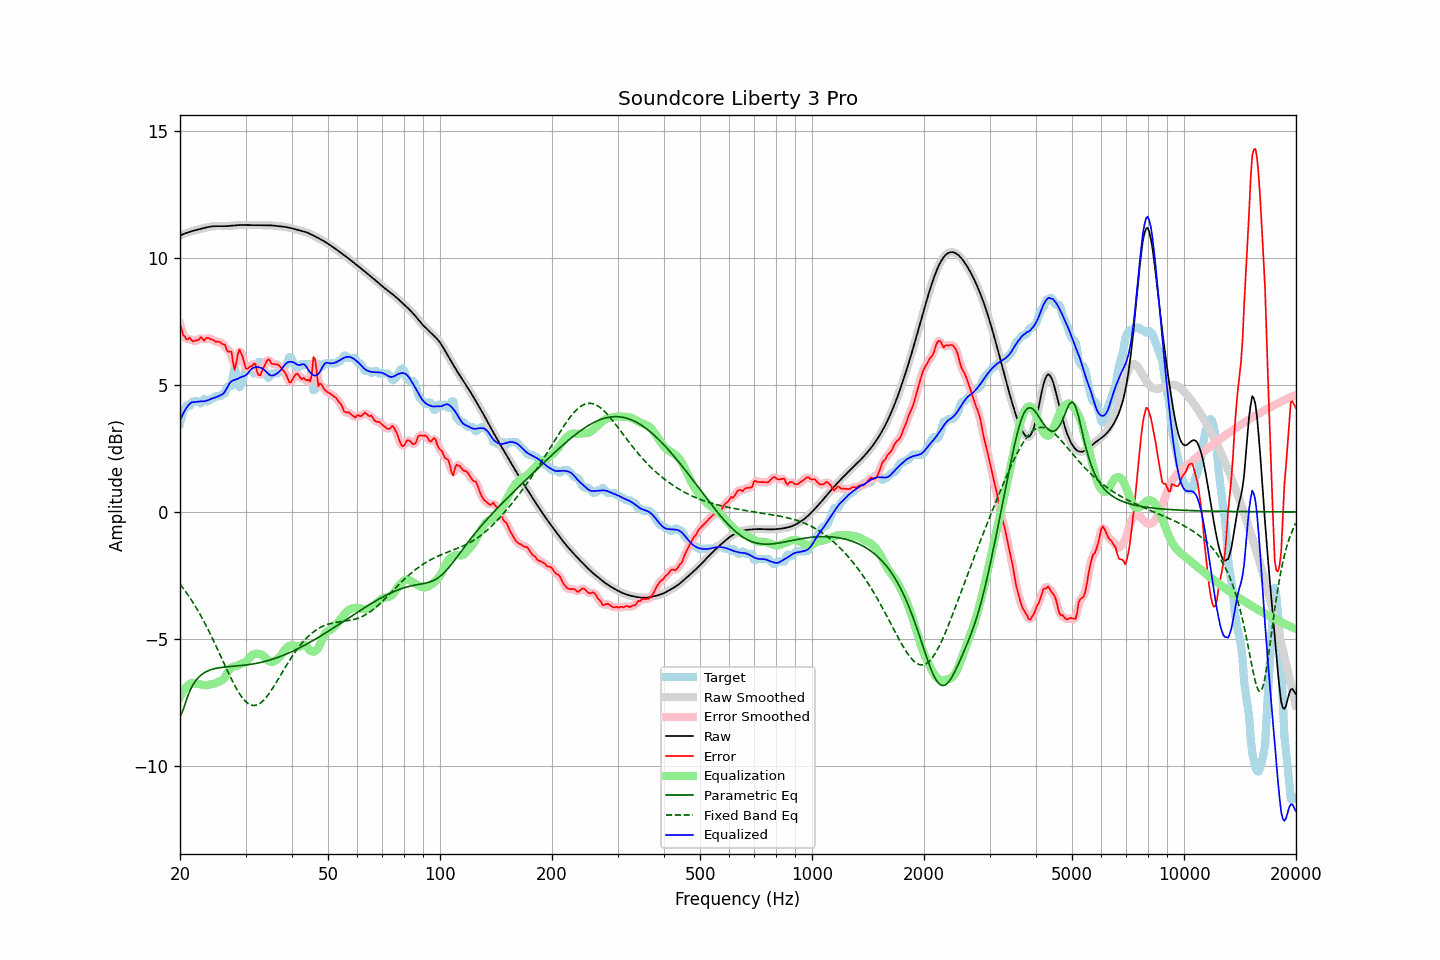 Soundcore Liberty 3 Pro
Amplitude (dBr)
15
10
5
0
−5
−10
Target
Raw Smoothed
Error Smoothed
Raw
Error
Equalization
Parametric Eq
Fixed Band Eq
Equalized
20 50 100 200 500 1000 2000 5000 10000 20000
Frequency (Hz)